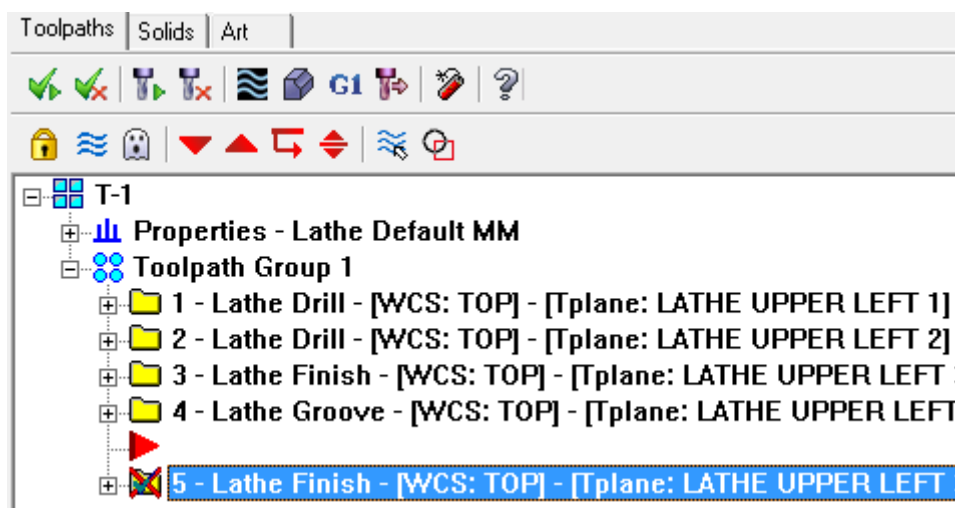 Toolpaths Solids Art
G1
T-1
Properties - Lathe Default MM
Toolpath Group 1
1 - Lathe Drill - [WCS: TOP] - [Tplane: LATHE UPPER LEFT 1]
2 - Lathe Drill - [WCS: TOP] - [Tplane: LATHE UPPER LEFT 2]
3 - Lathe Finish - [WCS: TOP] - [Tplane: LATHE UPPER LEFT
4 - Lathe Groove - [WCS: TOP] - [Tplane: LATHE UPPER LEFT
5 - Lathe Finish - [WCS: TOP] - [Tplane: LATHE UPPER LEFT